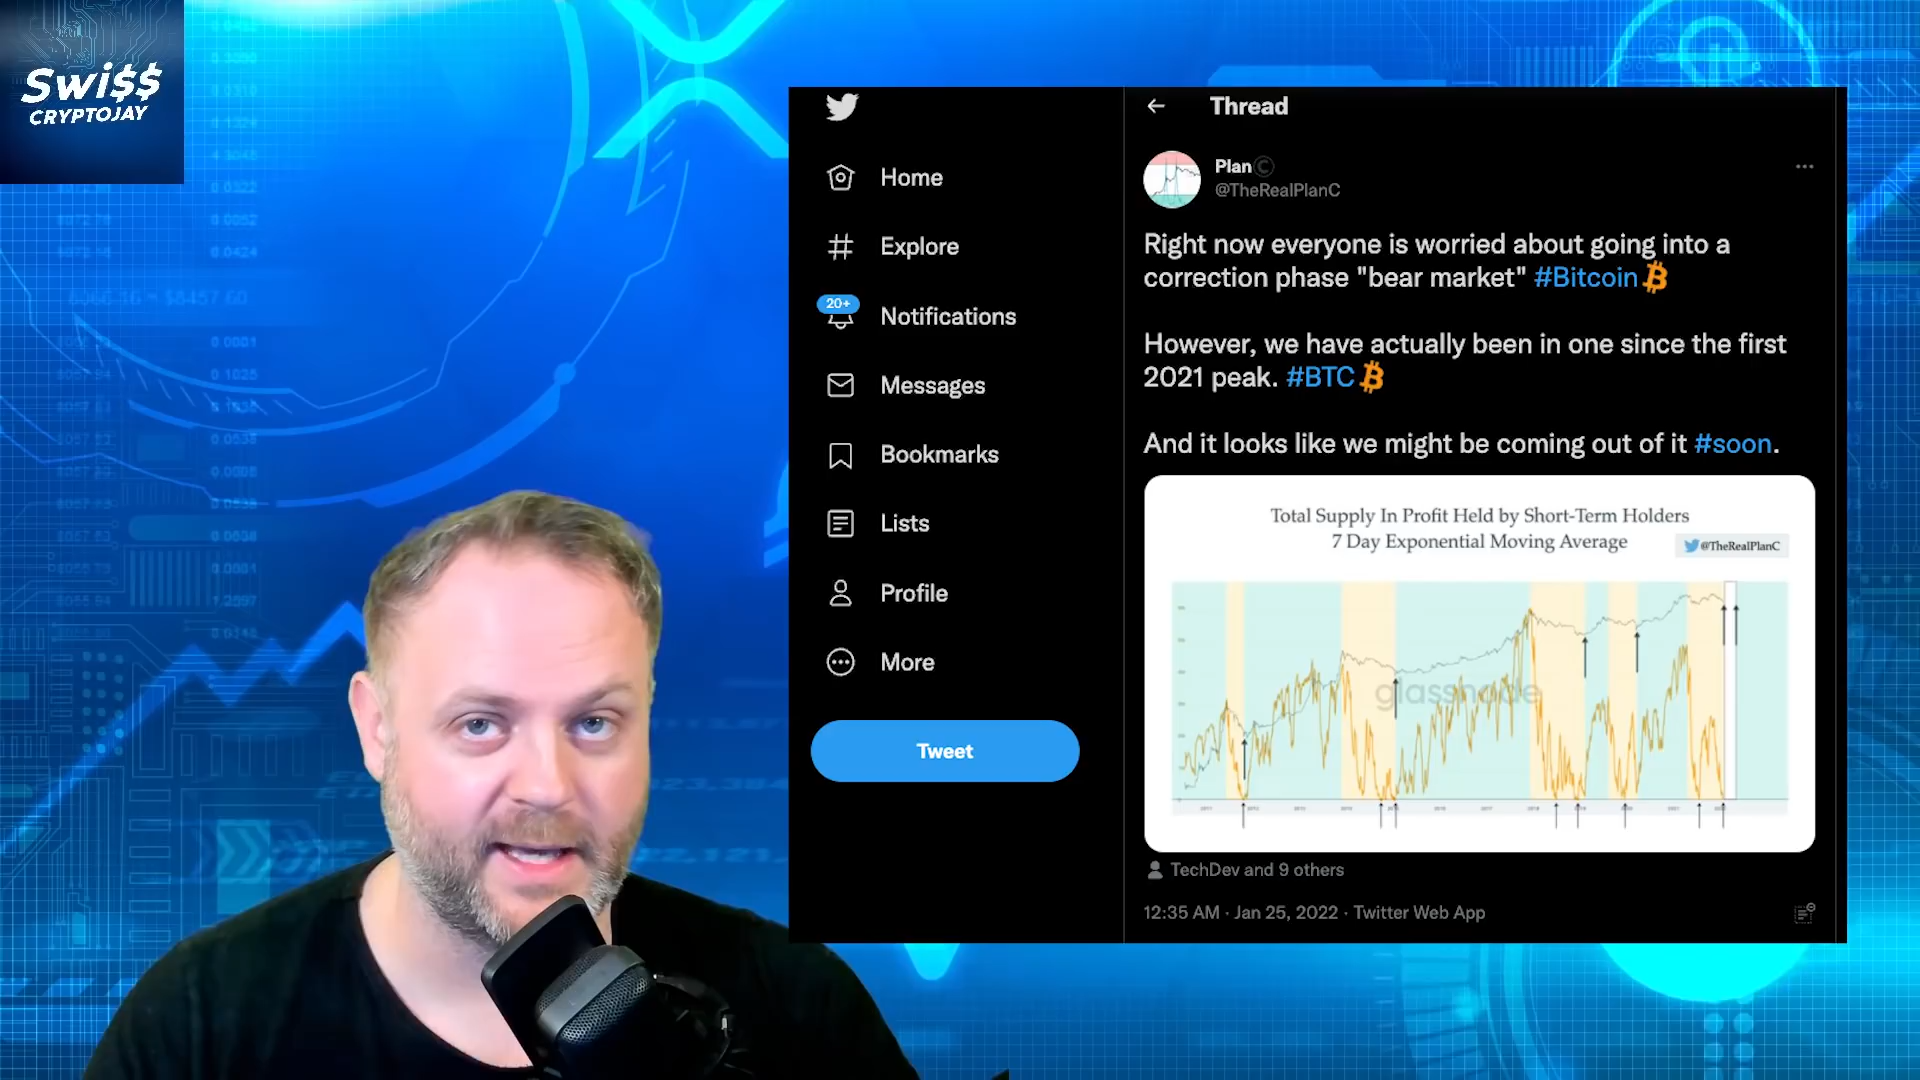 Swi$$
CRYPTOJAY
Home
Explore
20+
Notifications
Messages
Bookmarks
Lists
Profile
More
Tweet
Thread
PlanⒸ
@TheRealPlanC
Right now everyone is worried about going into a
correction phase "bear market" #Bitcoin
However, we have actually been in one since the first
2021 peak. #BTC
And it looks like we might be coming out of it #soon.
Total Supply In Profit Held by Short-Term Holders
7 Day Exponential Moving Average
@TheRealPlanC
glassnode
TechDev and 9 others
12:35 AM · Jan 25, 2022 · Twitter Web App